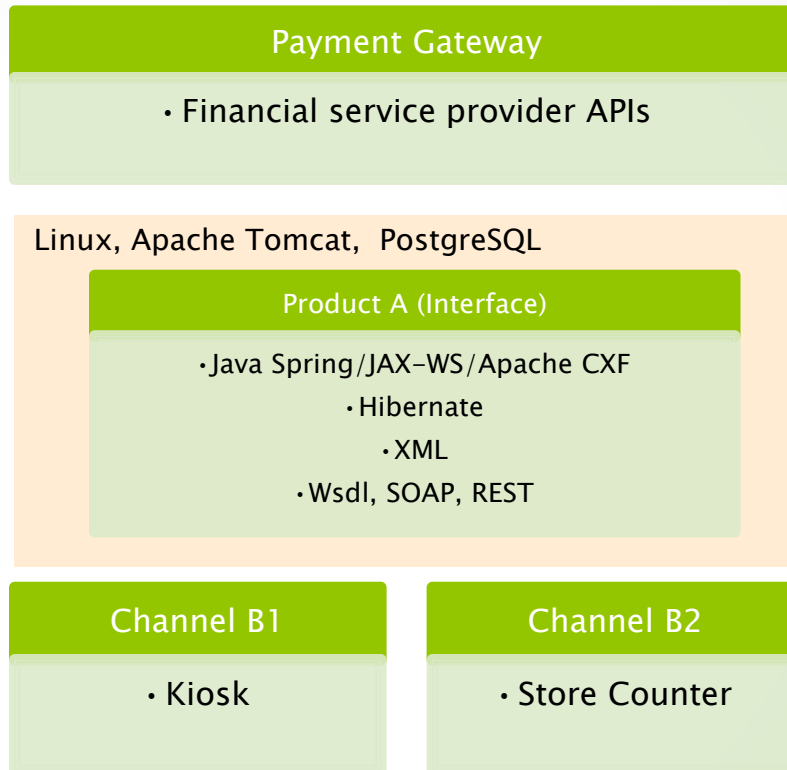 Payment Gateway
• Financial service provider APIs
Linux, Apache Tomcat,  PostgreSQL
Product A (Interface)
•Java Spring/JAX-WS/Apache CXF
•Hibernate
•XML
•Wsdl, SOAP, REST
Channel B1
• Kiosk
Channel B2
• Store Counter